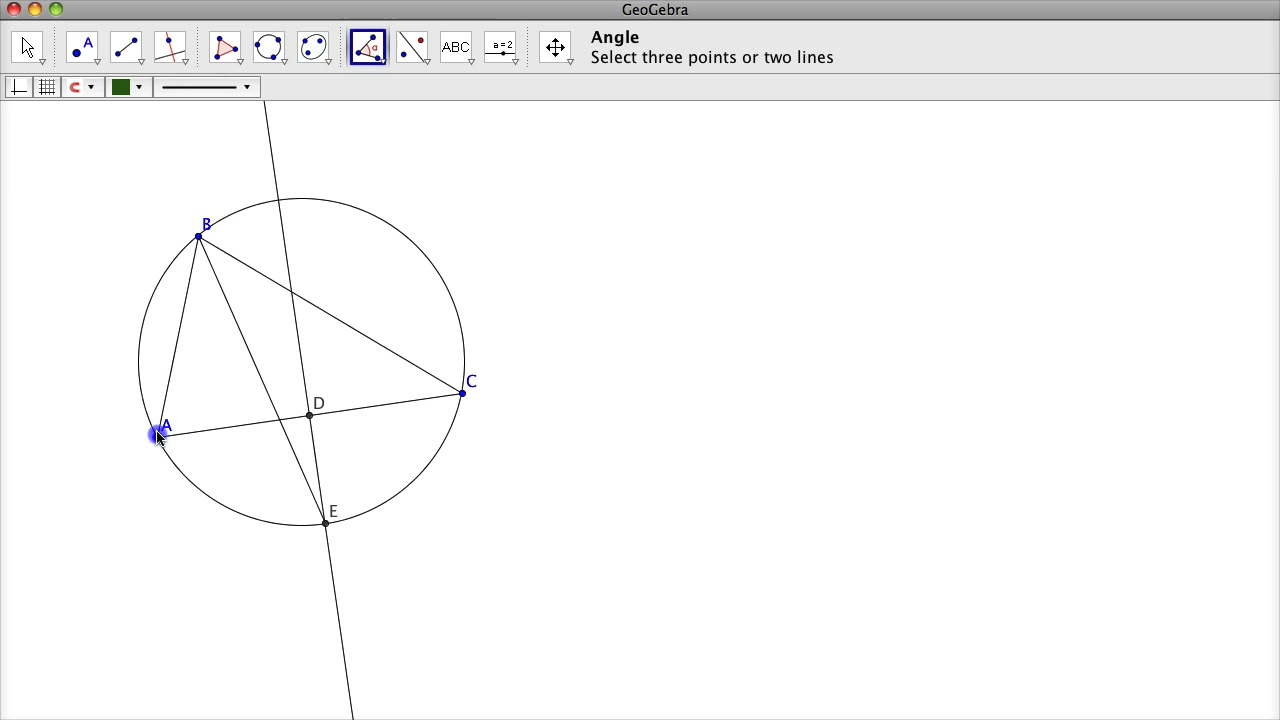 GeoGebra
A
ABC
a=2
α
Angle
Select three points or two lines
B
C
D
A
E